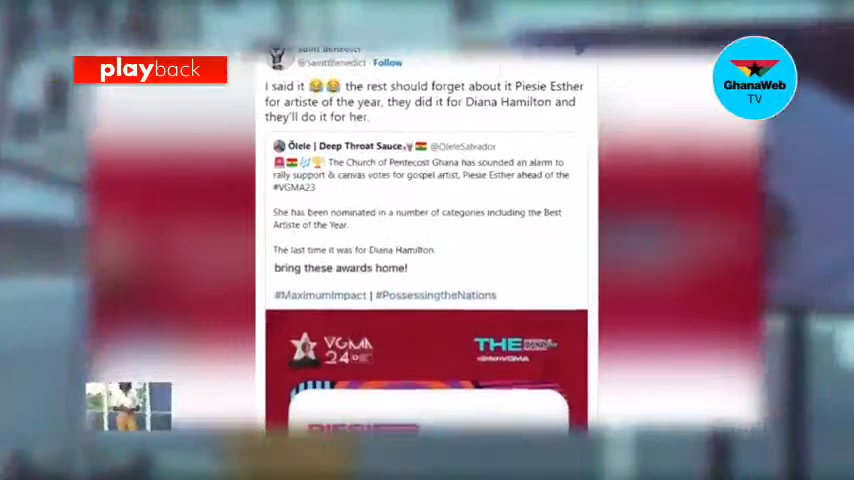 playback
GhanaWeb
TV
Saint Benedict
@SaintBenedict · Follow
I said it 😂😂 the rest should forget about it Piesie Esther
for artiste of the year, they did it for Diana Hamilton and
they'll do it for her.
Ölele | Deep Throat Sauce 🇬🇭 @OleleSalvador
🚨🇬🇭🎶🏆: The Church of Pentecost Ghana has sounded an alarm to
rally support & canvas votes for gospel artist, Piesie Esther ahead of the
#VGMA23
She has been nominated in a number of categories including the Best
Artiste of the Year.
The last time it was for Diana Hamilton.
bring these awards home!
#MaximumImpact | #PossessingtheNations
VGMA
24
THE